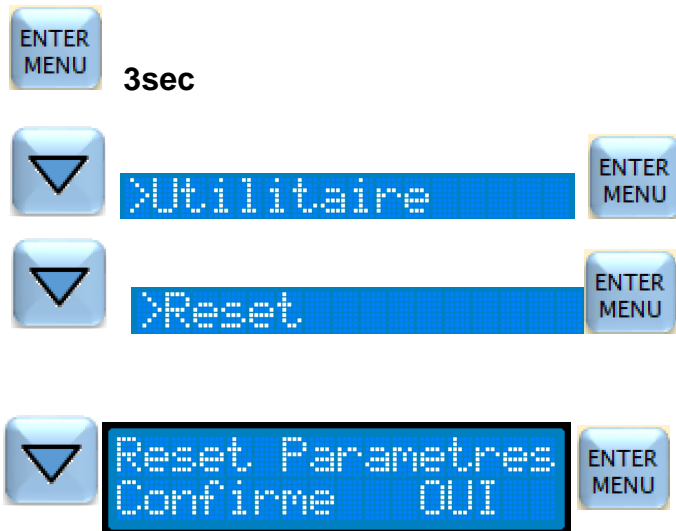 ENTER
MENU
3sec
>Utilitaire
ENTER
MENU
>Reset
ENTER
MENU
Reset Parametres
Confirme OUI
ENTER
MENU